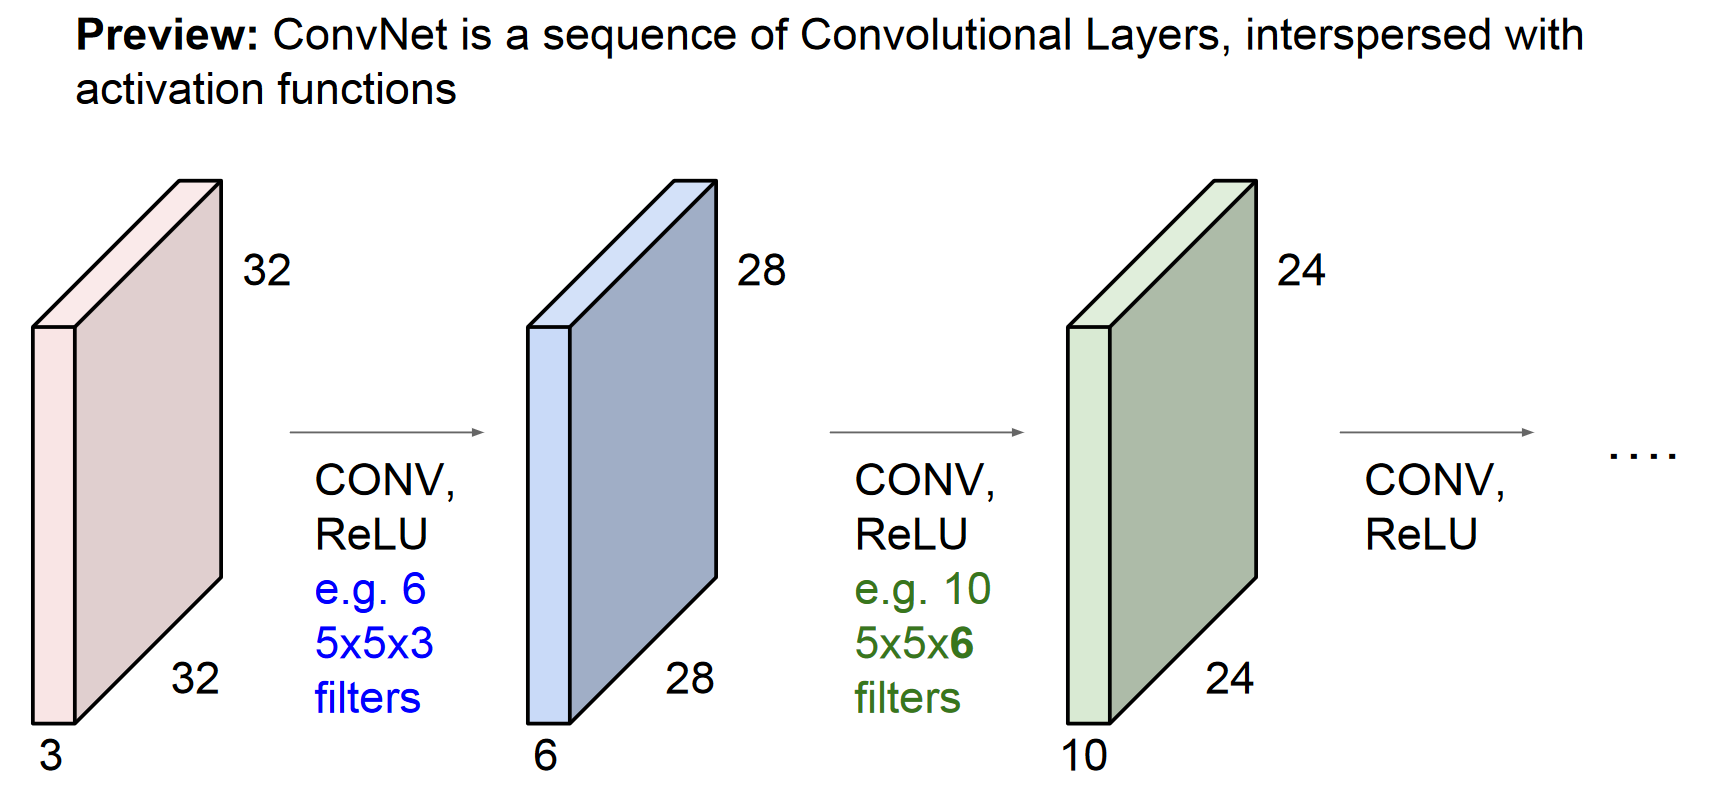 Preview: ConvNet is a sequence of Convolutional Layers, interspersed with
activation functions
32
32
3
CONV,
ReLU
e.g. 6
5x5x3
filters
28
28
6
CONV,
ReLU
e.g. 10
5x5x6
filters
24
24
10
CONV,
ReLU
....